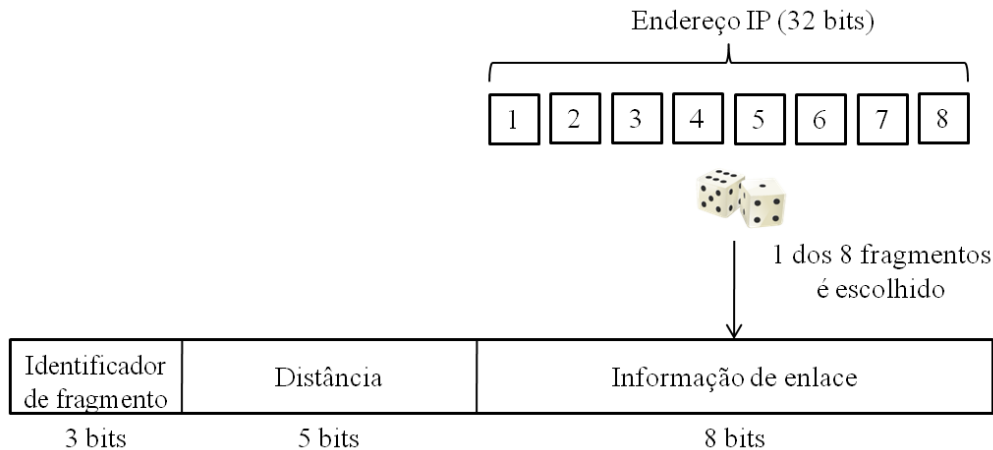 Endereço IP (32 bits)
1 2 3 4 5 6 7 8
1 dos 8 fragmentos
é escolhido
Identificador
de fragmento
Distância
Informação de enlace
3 bits
5 bits
8 bits